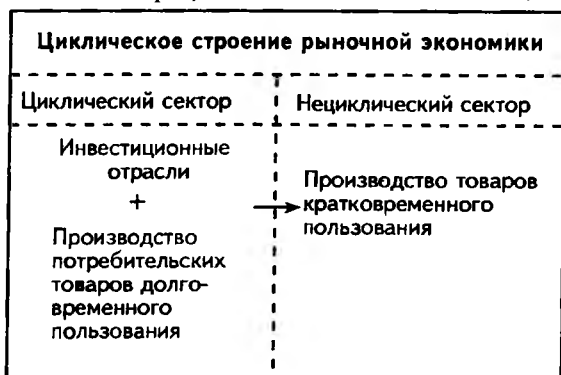 Циклическое строение рыночной экономики
Циклический сектор
Нециклический сектор
Инвестиционные
отрасли
+
Производство
потребительских
товаров долго-
временного
пользования
Производство товаров
кратковременного
пользования